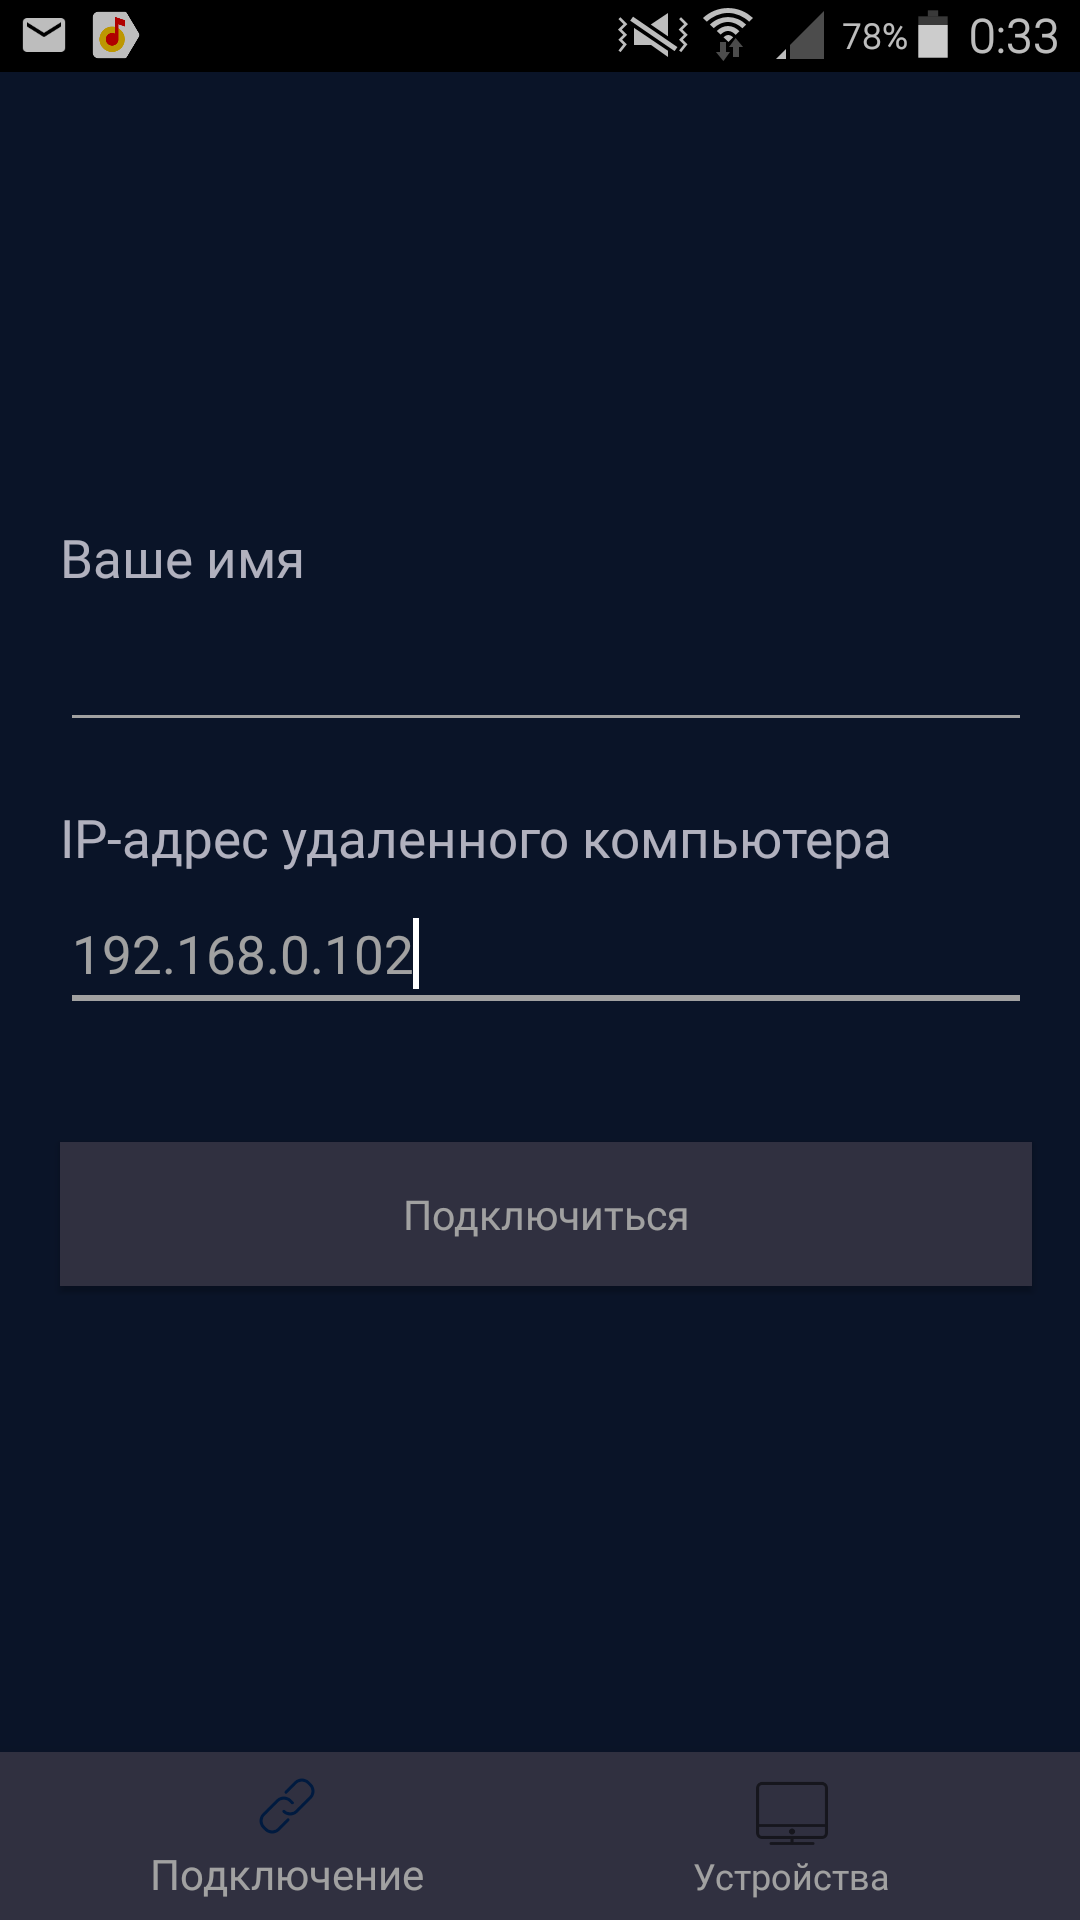 78% 0:33
Ваше имя
IP-адрес удаленного компьютера
192.168.0.102
Подключиться
Подключение Устройства